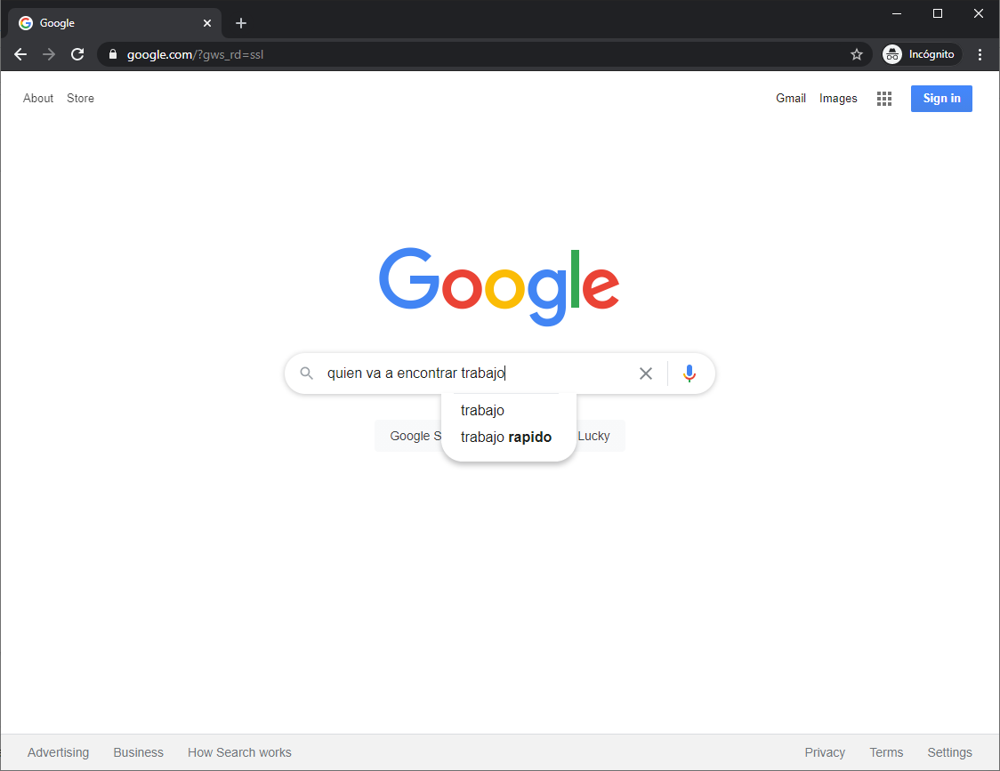 Google
google.com/?gws_rd=ssl
Incógnito
About Store
Gmail Images Sign in
Google
quien va a encontrar trabajo
trabajo
trabajo rapido
Google S Lucky
Advertising Business How Search works
Privacy Terms Settings